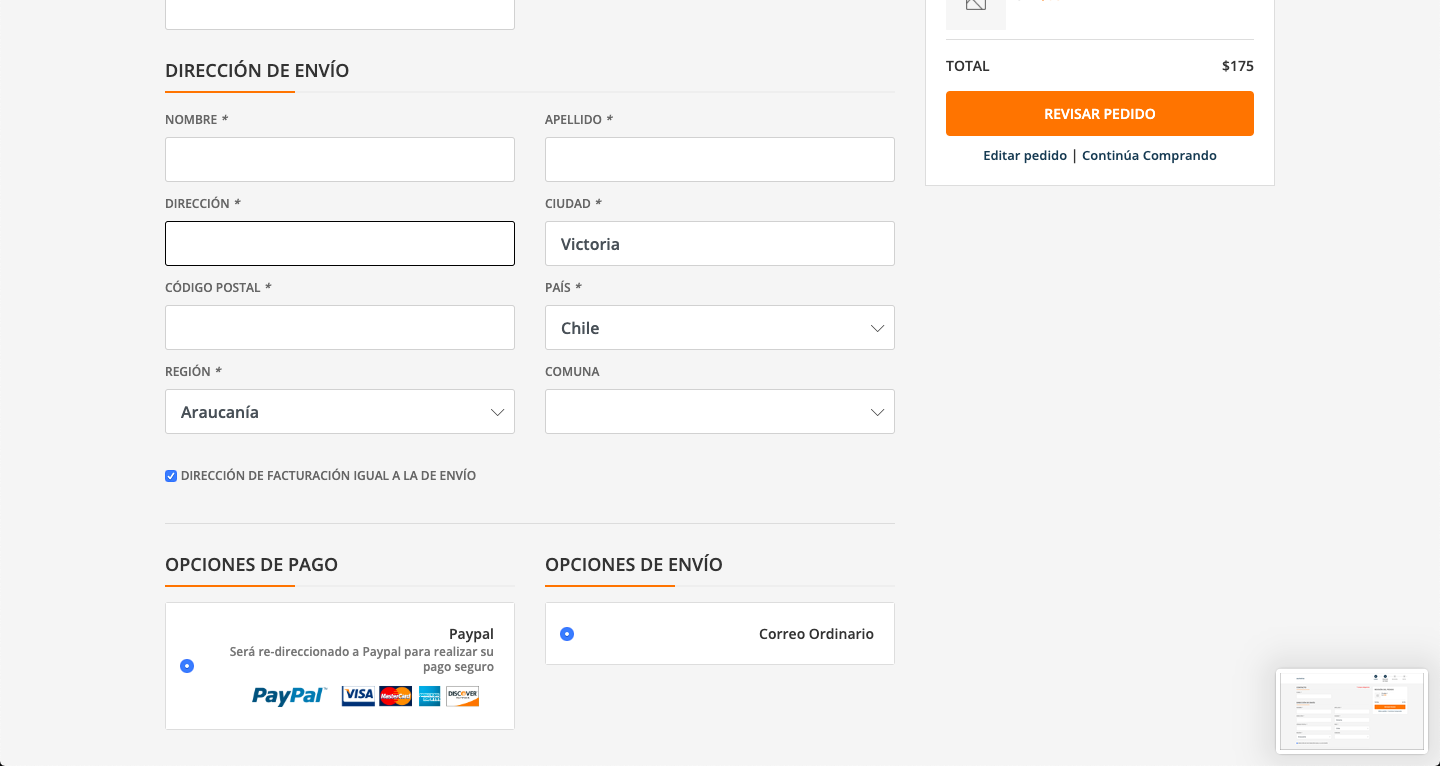 DIRECCIÓN DE ENVÍO
NOMBRE *
APELLIDO *
DIRECCIÓN *
CIUDAD *
Victoria
CÓDIGO POSTAL *
PAÍS *
Chile
REGIÓN *
COMUNA
Araucanía
DIRECCIÓN DE FACTURACIÓN IGUAL A LA DE ENVÍO
OPCIONES DE PAGO
Paypal
Será re-direccionado a Paypal para realizar su
pago seguro
PayPal VISA MasterCard DISCOVER
OPCIONES DE ENVÍO
Correo Ordinario
TOTAL $175
REVISAR PEDIDO
Editar pedido | Continúa Comprando